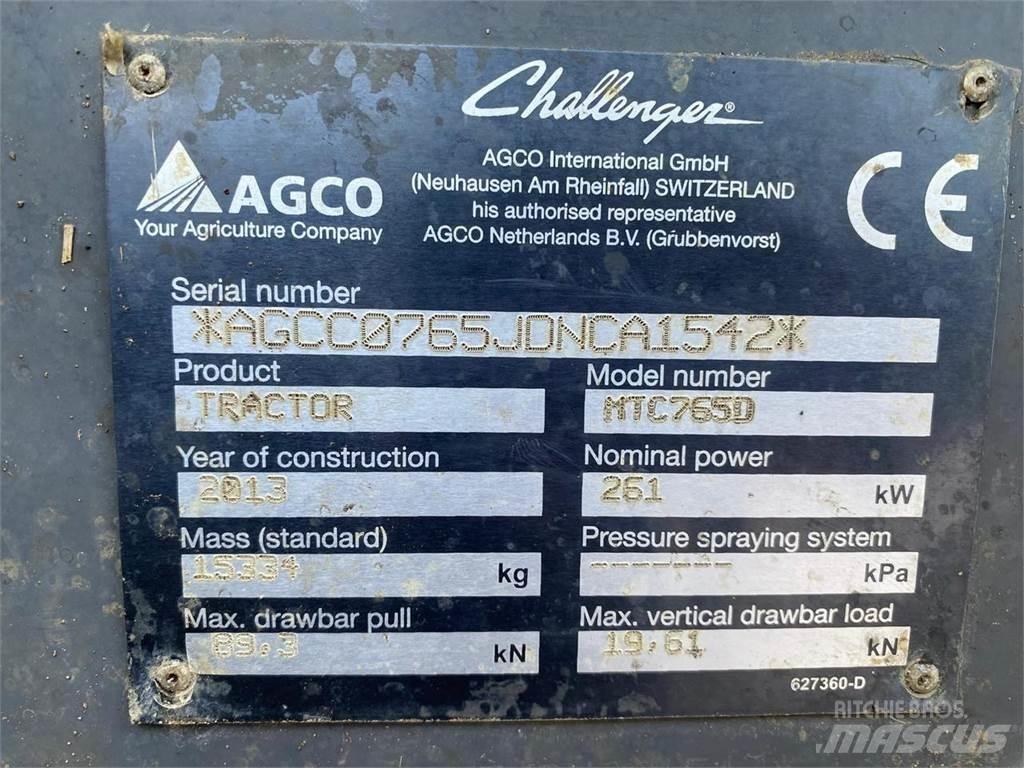 Challenger®
AGCO International GmbH
(Neuhausen Am Rheinfall) SWITZERLAND
his authorised representative
AGCO Netherlands B.V. (Grubbenvorst)
AGCO
Your Agriculture Company
CE
Serial number
*AGCC0765JDNCA1542*
Product
TRACTOR
Model number
MTC765D
Year of construction
2013
Nominal power
261 kW
Mass (standard)
15334 kg
Pressure spraying system
------- kPa
Max. drawbar pull
89.3 kN
Max. vertical drawbar load
19.61 kN
627360-D
RITCHIE BROS.
MASCUS